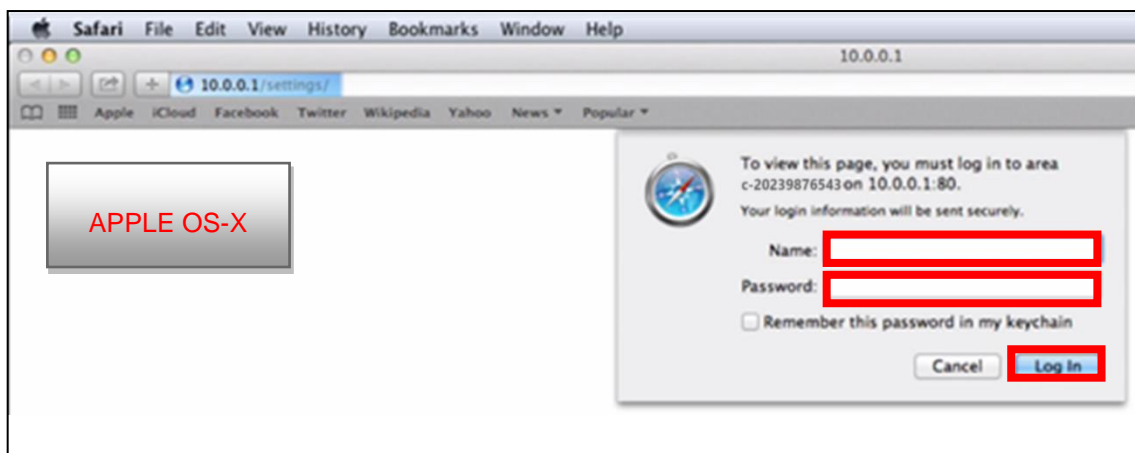 Safari File Edit View History Bookmarks Window Help
10.0.0.1
10.0.0.1/settings/
Apple iCloud Facebook Twitter Wikipedia Yahoo News Popular
To view this page, you must log in to area
c-20239876543 on 10.0.0.1:80.
Your login information will be sent securely.
APPLE OS-X
Name:
Password:
Remember this password in my keychain
Cancel Log In